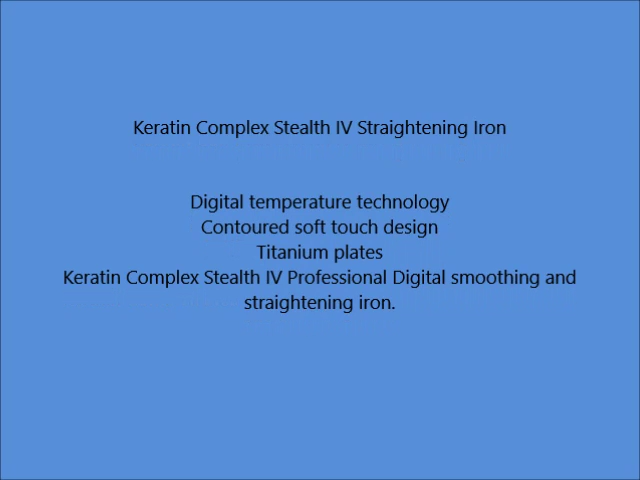 Keratin Complex Stealth IV Straightening Iron
Digital temperature technology
Contoured soft touch design
Titanium plates
Keratin Complex Stealth IV Professional Digital smoothing and
straightening iron.